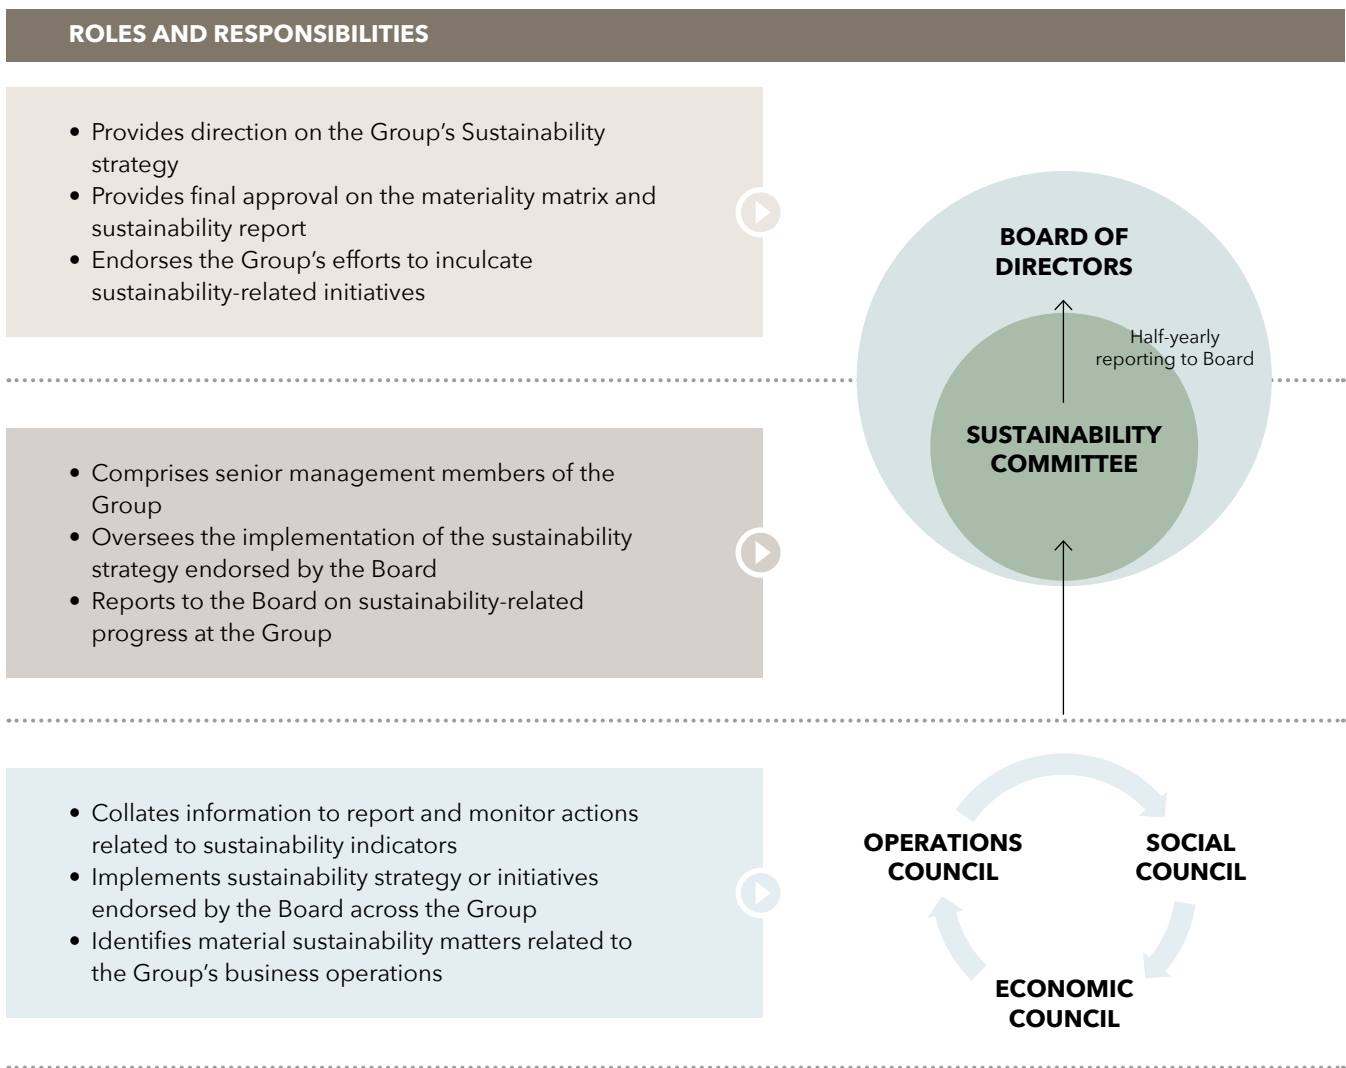 ROLES AND RESPONSIBILITIES
• Provides direction on the Group’s Sustainability
strategy
• Provides final approval on the materiality matrix and
sustainability report
• Endorses the Group’s efforts to inculcate
sustainability-related initiatives
BOARD OF
DIRECTORS
Half-yearly
reporting to Board
• Comprises senior management members of the
Group
• Oversees the implementation of the sustainability
strategy endorsed by the Board
• Reports to the Board on sustainability-related
progress at the Group
SUSTAINABILITY
COMMITTEE
• Collates information to report and monitor actions
related to sustainability indicators
• Implements sustainability strategy or initiatives
endorsed by the Board across the Group
• Identifies material sustainability matters related to
the Group’s business operations
OPERATIONS
COUNCIL
SOCIAL
COUNCIL
ECONOMIC
COUNCIL